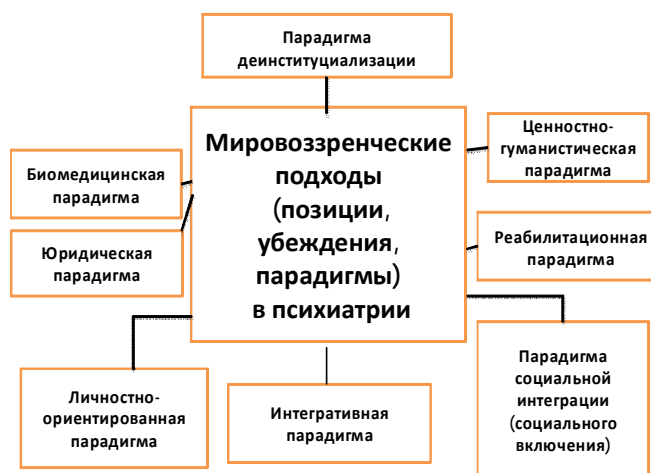 Парадигма
деинституциализации
Мировоззренческие
подходы
(позиции,
убеждения,
парадигмы)
в психиатрии
Ценностно-
гуманистическая
парадигма
Биомедицинская
парадигма
Юридическая
парадигма
Реабилитационная
парадигма
Личностно-
ориентированная
парадигма
Интегративная
парадигма
Парадигма
социальной
интеграции
(социального
включения)